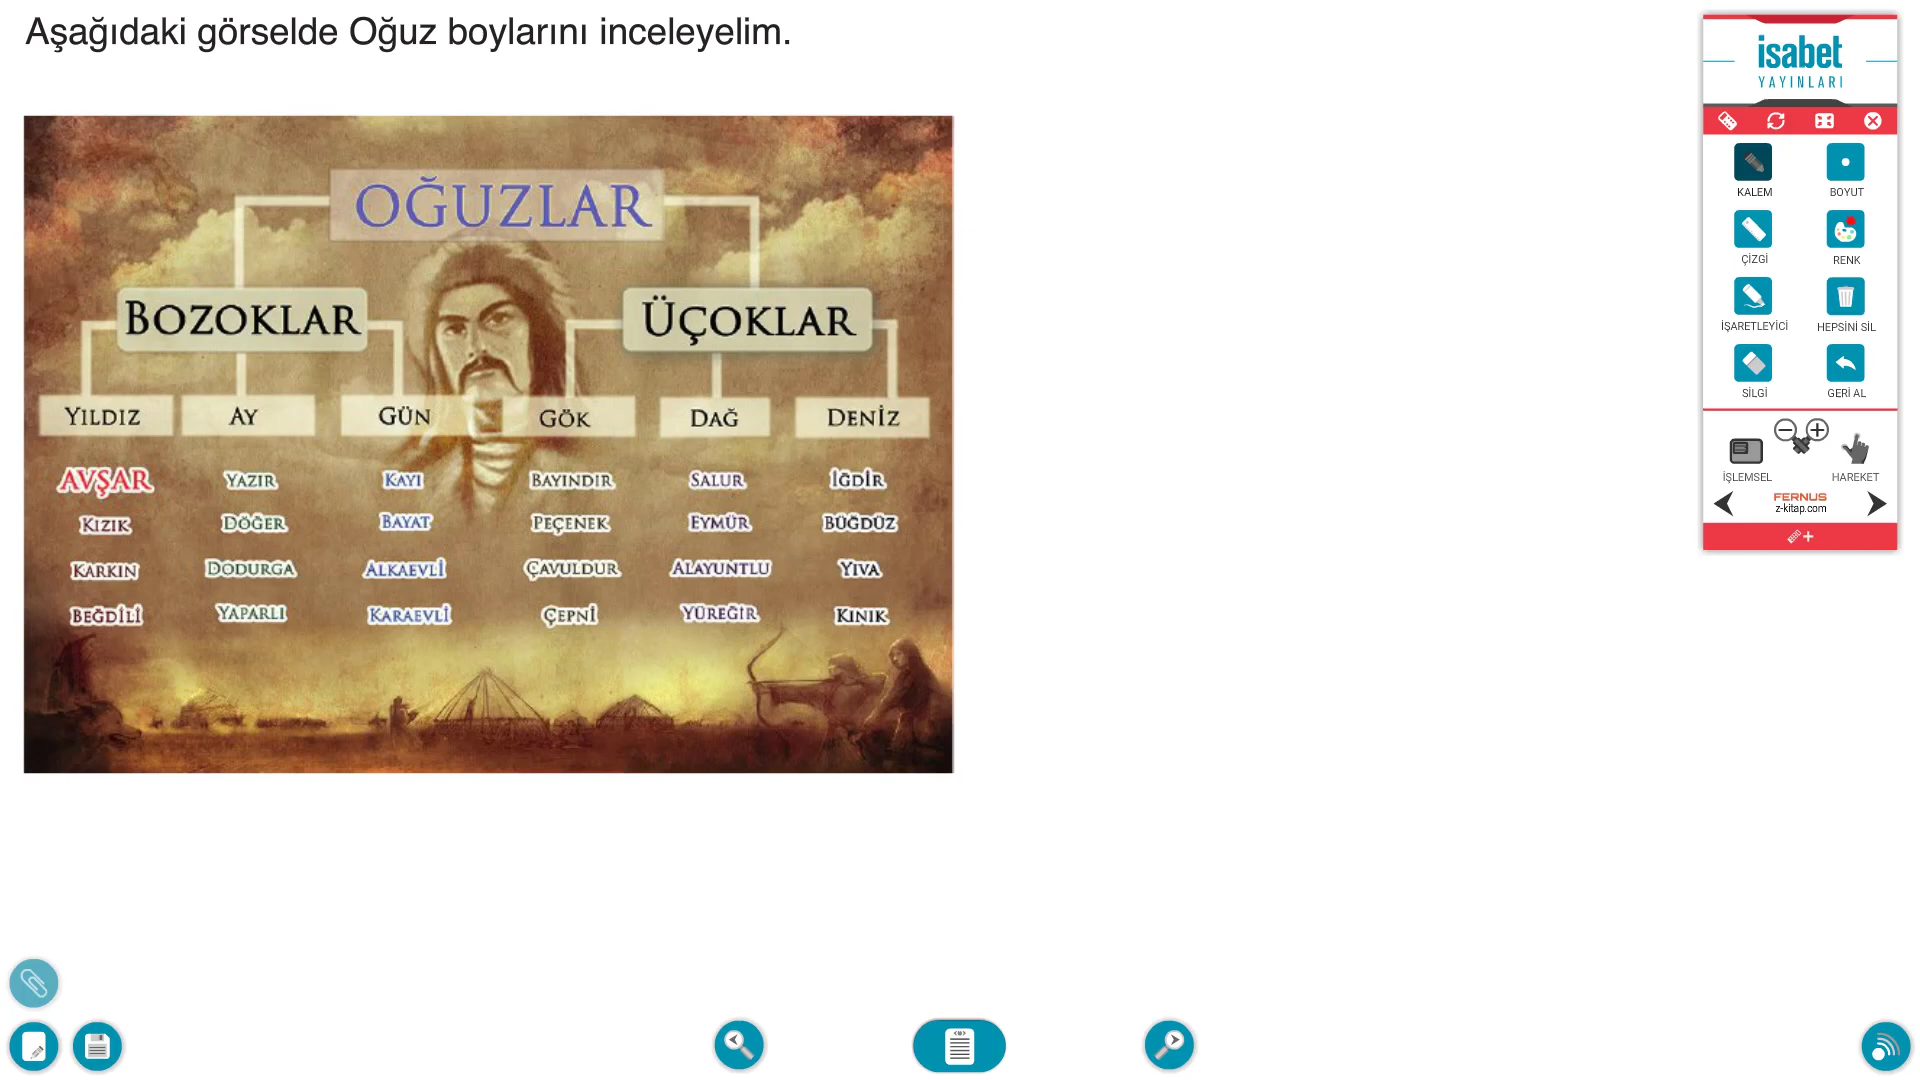 Aşağıdaki görselde Oğuz boylarını inceleyelim.
OĞUZLAR
BOZOKLAR ÜÇOKLAR
YILDIZ AY GÜN GÖK DAĞ DENİZ
AVŞAR YAZIR KAYI BAYINDIR SALUR İĞDİR
KIZIK DÖĞER BAYAT PEÇENEK EYMÜR BÜĞDÜZ
KARKIN DODURGA ALKAEVLİ ÇAVULDUR ALAYUNTLU YIVA
BEĞDİLİ YAPARLI KARAEVLİ ÇEPNİ YÜREĞİR KINIK
isabet
YAYINLARI
KALEM BOYUT
ÇİZGİ RENK
İŞARETLEYİCİ HEPSİNİ SİL
SİLGİ GERİ AL
İŞLEMSEL HAREKET
FERNUS
z-kitap.com